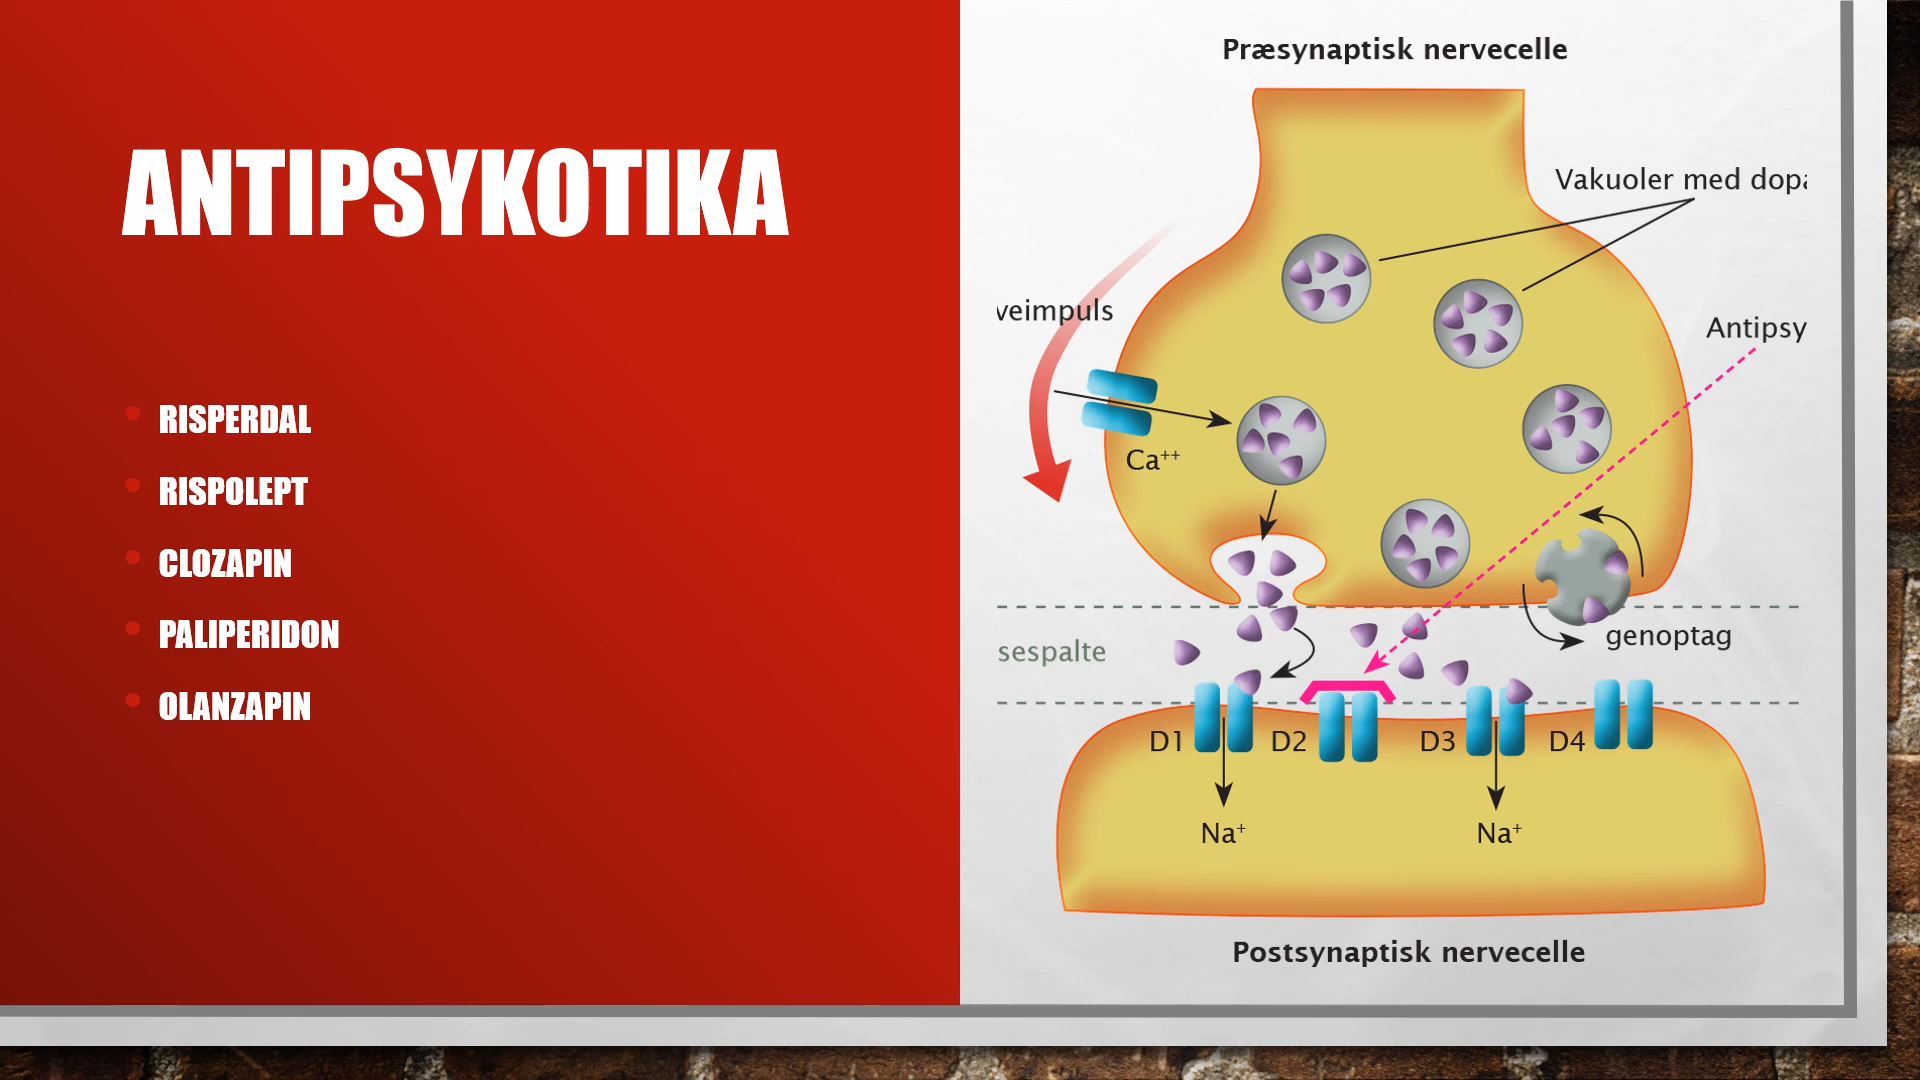 ANTIPSYKOTIKA
RISPERDAL
RISPOLEPT
CLOZAPIN
PALIPERIDON
OLANZAPIN
Præsynaptisk nervecelle
Vakuoler med dopa
veimpuls
Antipsy
Ca++
sespalte
genoptag
D1 D2 D3 D4
Na+ Na+
Postsynaptisk nervecelle